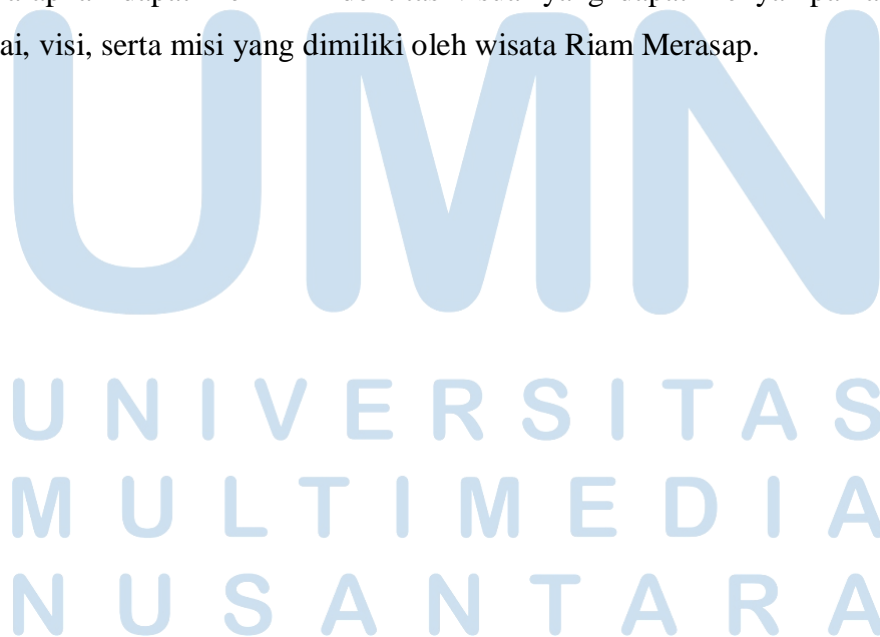 ai, visi, serta misi yang dimiliki oleh wisata Riam Merasap.
UMN
UNIVERSITAS
MULTIMEDIA
NUSANTARA